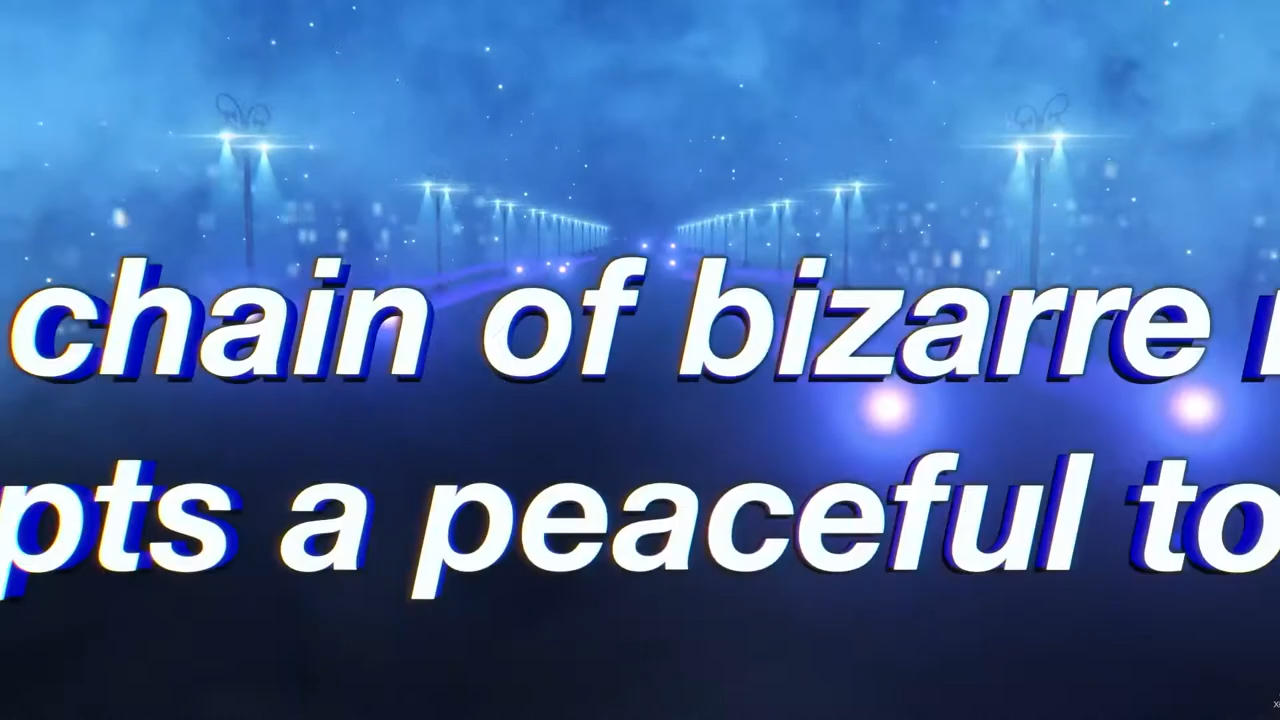 chain of bizarre
pts a peaceful to